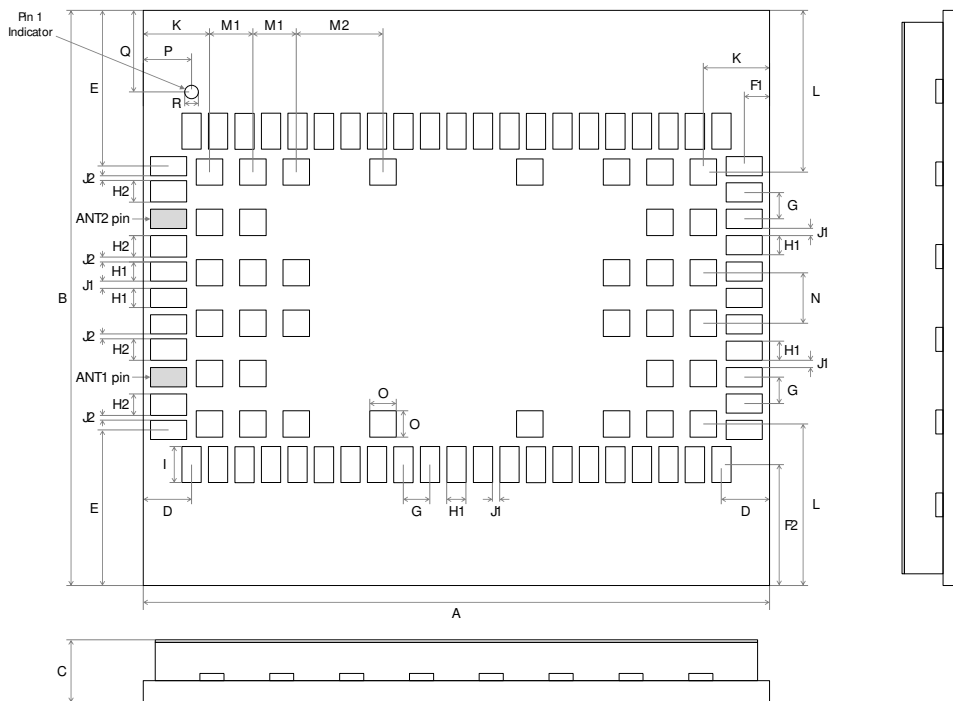 Pin 1
Indicator
K M1 M1 M2
Q P K
E F1 L
R
J2
H2 G
ANT2 pin J1
H2 H1
J2
H1
B J1 N
H1
J2
H2 H1
J1
ANT1 pin G
O
H2 O
J2
I
E D G H1 J1 D F2 L
A
C